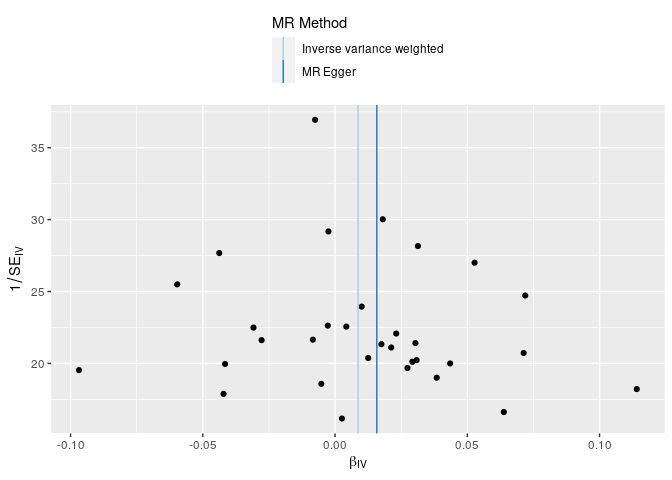 MR Method
Inverse variance weighted
MR Egger
35
30
25
20
1/SE_IV
-0.10
-0.05
0.00
0.05
0.10
β_IV